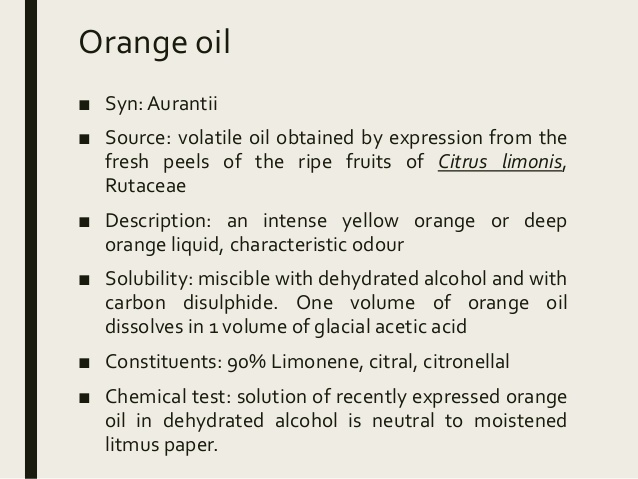 Orange oil
■ Syn: Aurantii
■ Source: volatile oil obtained by expression from the
fresh peels of the ripe fruits of Citrus limonis,
Rutaceae
■ Description: an intense yellow orange or deep
orange liquid, characteristic odour
■ Solubility: miscible with dehydrated alcohol and with
carbon disulphide. One volume of orange oil
dissolves in 1 volume of glacial acetic acid
■ Constituents: 90% Limonene, citral, citronellal
■ Chemical test: solution of recently expressed orange
oil in dehydrated alcohol is neutral to moistened
litmus paper.